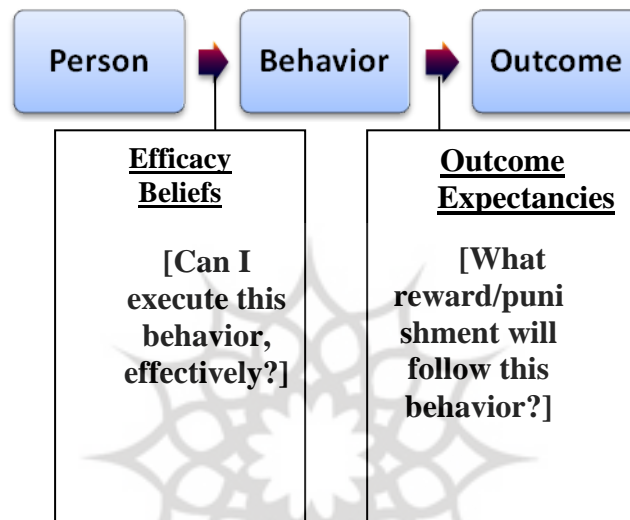 Person
Behavior
Outcome
Efficacy
Beliefs
[Can I
execute this
behavior,
effectively?]
Outcome
Expectancies
[What
reward/puni
shment will
follow this
behavior?]